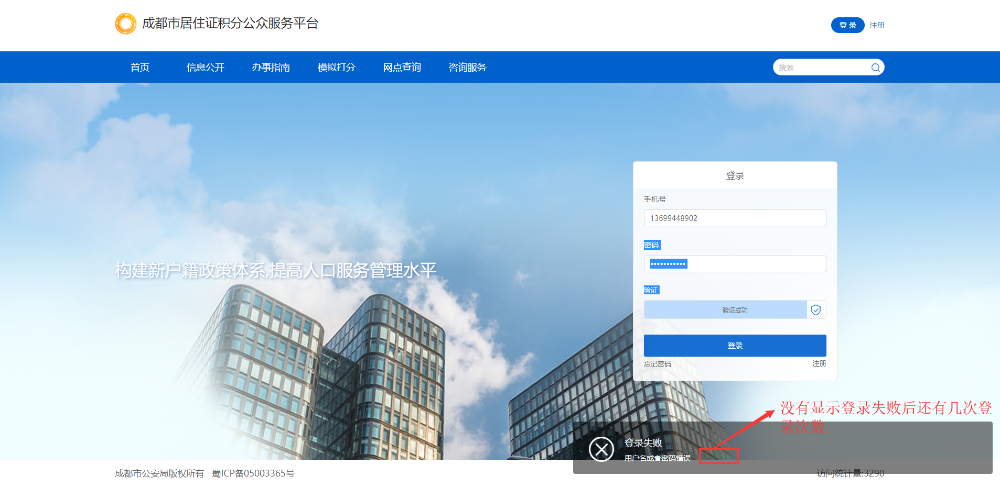 成都市居住证积分公众服务平台
登 录 注册
首页 信息公开 办事指南 模拟打分 网点查询 咨询服务 搜索
构建新户籍政策体系,提高人口服务管理水平
登录
手机号
13699448902
密码
•••••••••••
验证
验证成功
登录
忘记密码 注册
没有显示登录失败后还有几次登
录次数
登录失败
用户名或者密码错误
成都市公安局版权所有 蜀ICP备05003365号 访问统计量:3290